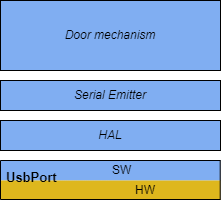 Door mechanism
Serial Emitter
HAL
SW
UsbPort
HW